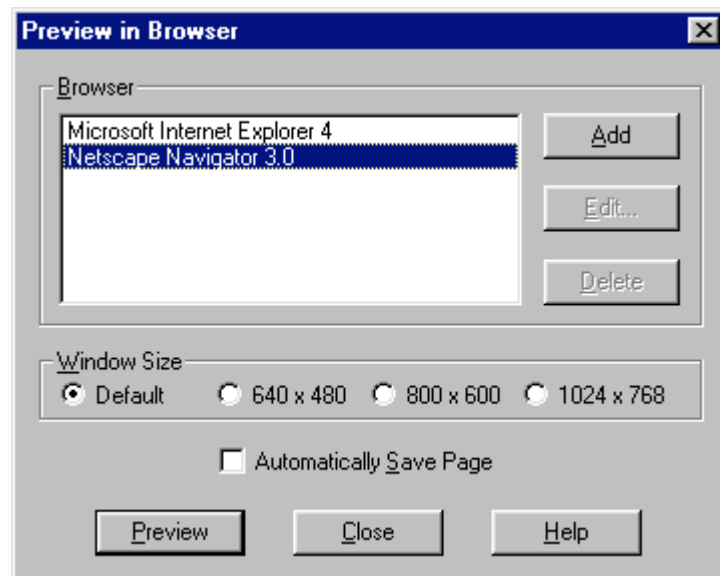 Preview in Browser
Browser
Microsoft Internet Explorer 4
Netscape Navigator 3.0
Add
Edit...
Delete
Window Size
Default 640 x 480 800 x 600 1024 x 768
Automatically Save Page
Preview Close Help